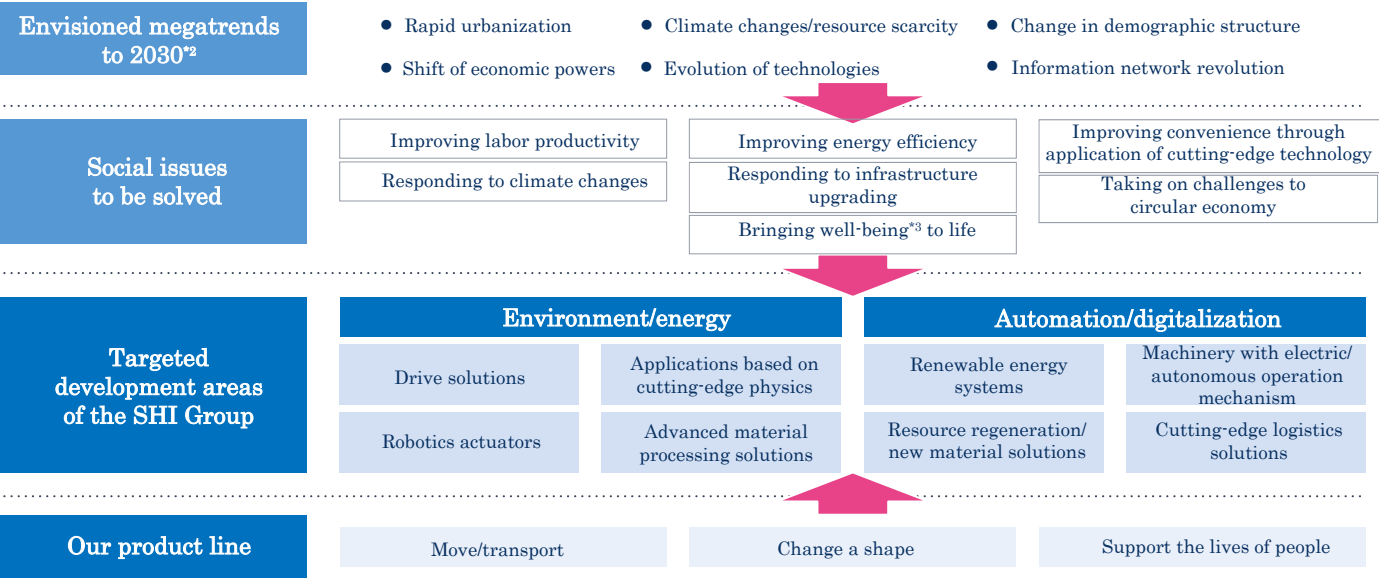 Envisioned megatrends
to 2030*2
● Rapid urbanization
● Climate changes/resource scarcity
● Change in demographic structure
● Shift of economic powers
● Evolution of technologies
● Information network revolution
Social issues
to be solved
Improving labor productivity
Responding to climate changes
Improving energy efficiency
Responding to infrastructure
upgrading
Bringing well-being*3 to life
Improving convenience through
application of cutting-edge technology
Taking on challenges to
circular economy
Targeted
development areas
of the SHI Group
Environment/energy
Automation/digitalization
Drive solutions
Applications based on
cutting-edge physics
Renewable energy
systems
Machinery with electric/
autonomous operation
mechanism
Robotics actuators
Advanced material
processing solutions
Resource regeneration/
new material solutions
Cutting-edge logistics
solutions
Our product line
Move/transport
Change a shape
Support the lives of people